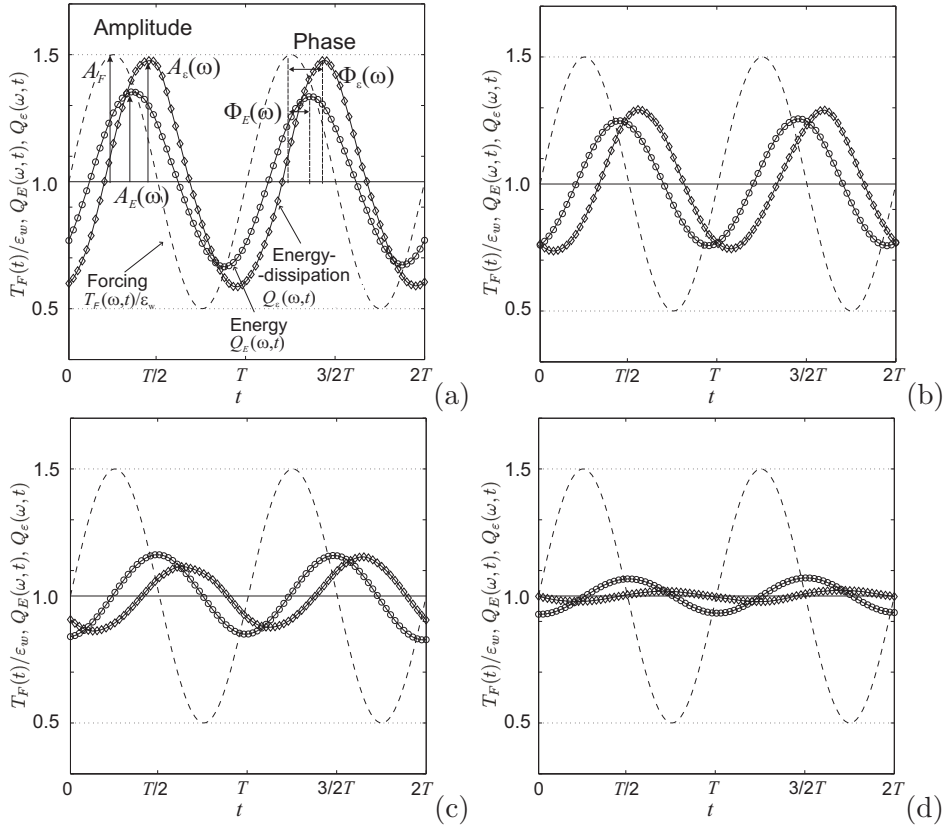 Amplitude
Phase
A_F
A_ε(ω)
Φ_ε(ω)
Φ_E(ω)
A_E(ω)
Forcing
T_F(ω,t)/ε_w
Energy-
-dissipation
Q_ε(ω,t)
Energy
Q_E(ω,t)
1.5
1.0
0.5
T_F(t)/ε_w, Q_E(ω, t), Q_ε(ω, t)
0 T/2 T 3/2T 2T
t
(a)
1.5
1.0
0.5
T_F(t)/ε_w, Q_E(ω, t), Q_ε(ω, t)
0 T/2 T 3/2T 2T
t
(b)
1.5
1.0
0.5
T_F(t)/ε_w, Q_E(ω, t), Q_ε(ω, t)
0 T/2 T 3/2T 2T
t
(c)
1.5
1.0
0.5
T_F(t)/ε_w, Q_E(ω, t), Q_ε(ω, t)
0 T/2 T 3/2T 2T
t
(d)